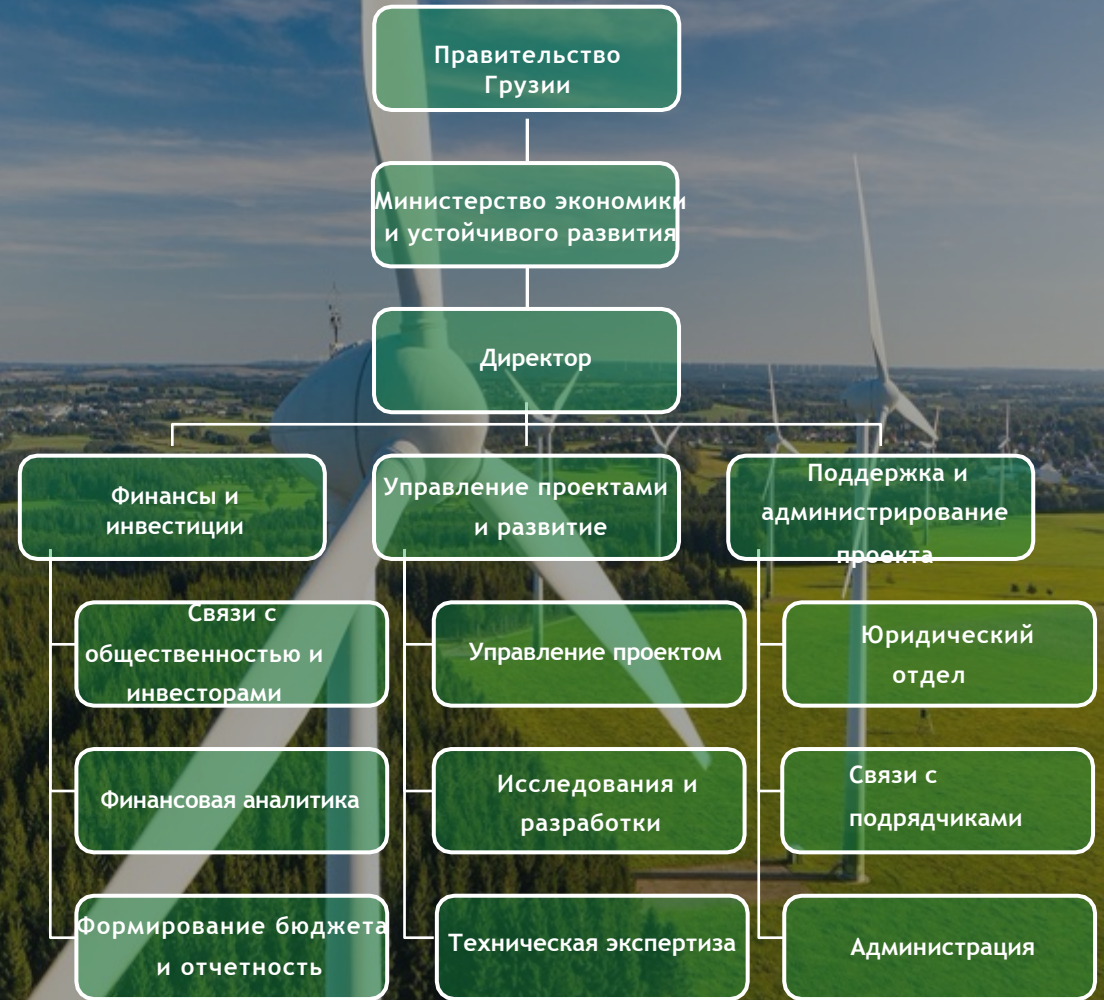 Правительство
Грузии
Министерство экономики
и устойчивого развития
Директор
Финансы и
инвестиции
Управление проектами
и развитие
Поддержка и
администрирование
проекта
Связи с
общественностью и
инвесторами
Управление проектом
Юридический
отдел
Финансовая аналитика
Исследования и
разработки
Связи с
подрядчиками
Формирование бюджета
и отчетность
Техническая экспертиза
Администрация